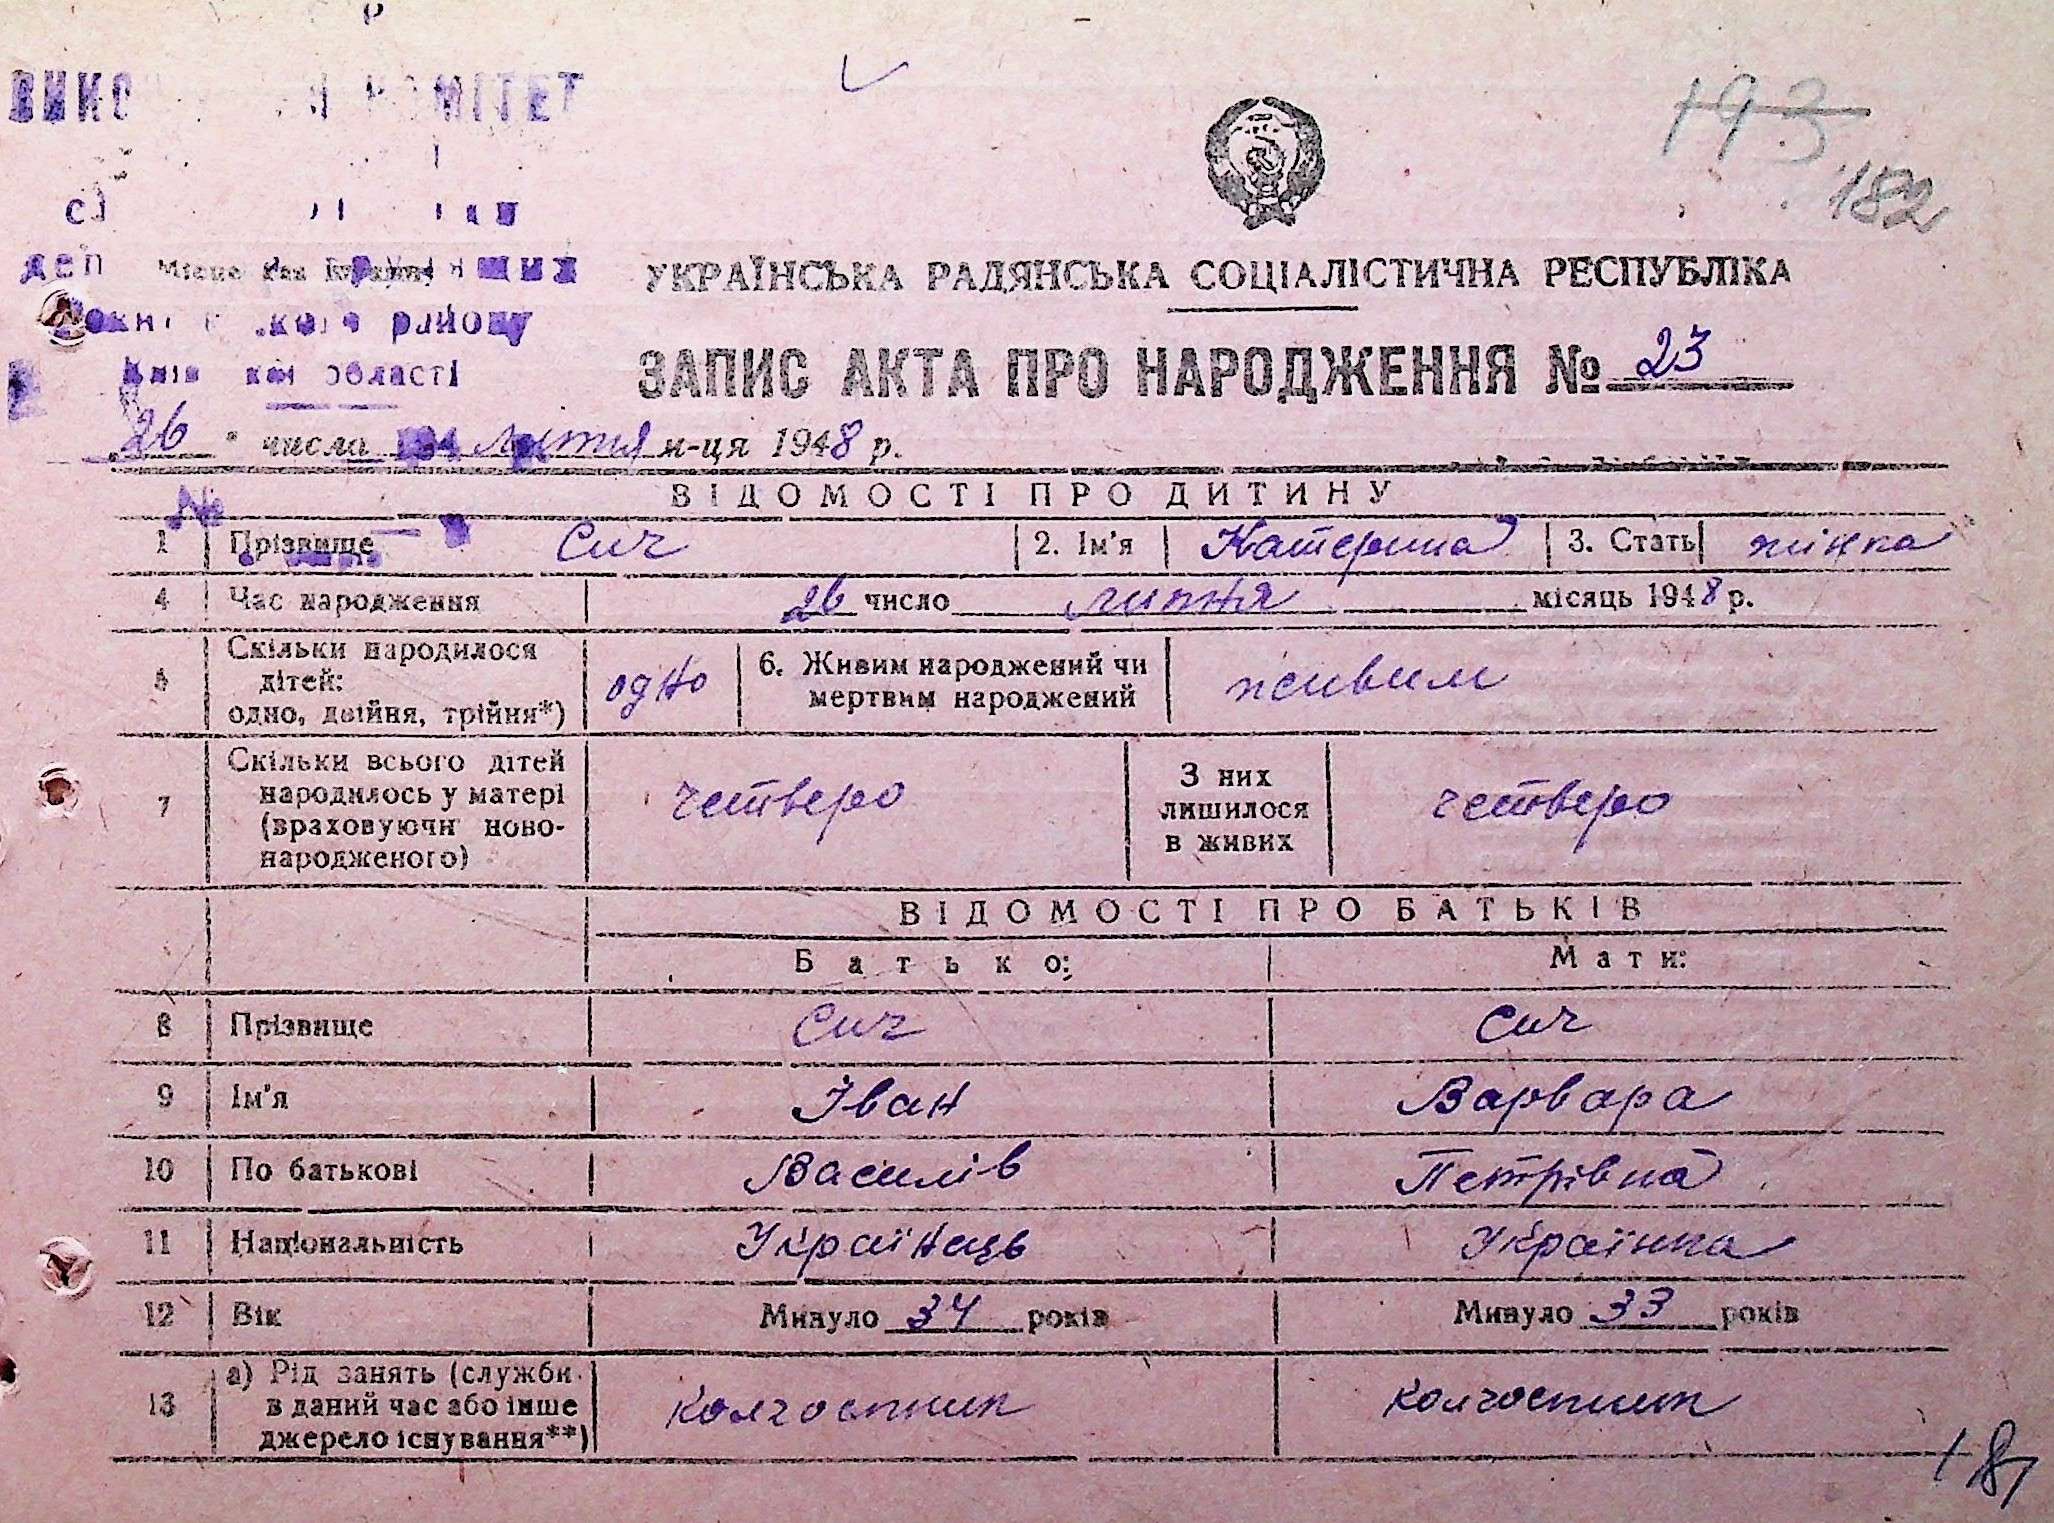 КОМІТЕТ
193
182
району
області
УКРАЇНСЬКА РАДЯНСЬКА СОЦІАЛІСТИЧНА РЕСПУБЛІКА
ЗАПИС АКТА ПРО НАРОДЖЕННЯ № 23
26 " число липня м-ця 1948 р.
ВІДОМОСТІ ПРО ДИТИНУ
1 Прізвище Сич 2. Ім'я Катерина 3. Стать жінка
4 Час народження 26 число липня місяць 1948 р.
Скільки народилося
5 дітей: одно 6. Живим народжений чи живим
одно, двійня, трійня*) мертвим народжений
Скільки всього дітей
народилось у матері четверо З них четверо
7 (враховуючи ново- лишилося
народженого) в живих
ВІДОМОСТІ ПРО БАТЬКІВ
Батько: Мати:
8 Прізвище Сич Сич
9 Ім'я Іван Варвара
10 По батькові Василів Петрівна
11 Національність Українець Українка
12 Вік Минуло 34 років Минуло 33 років
а) Рід занять (служби
13 в даний час або інше колгоспник колгоспник
джерело існування**)
181